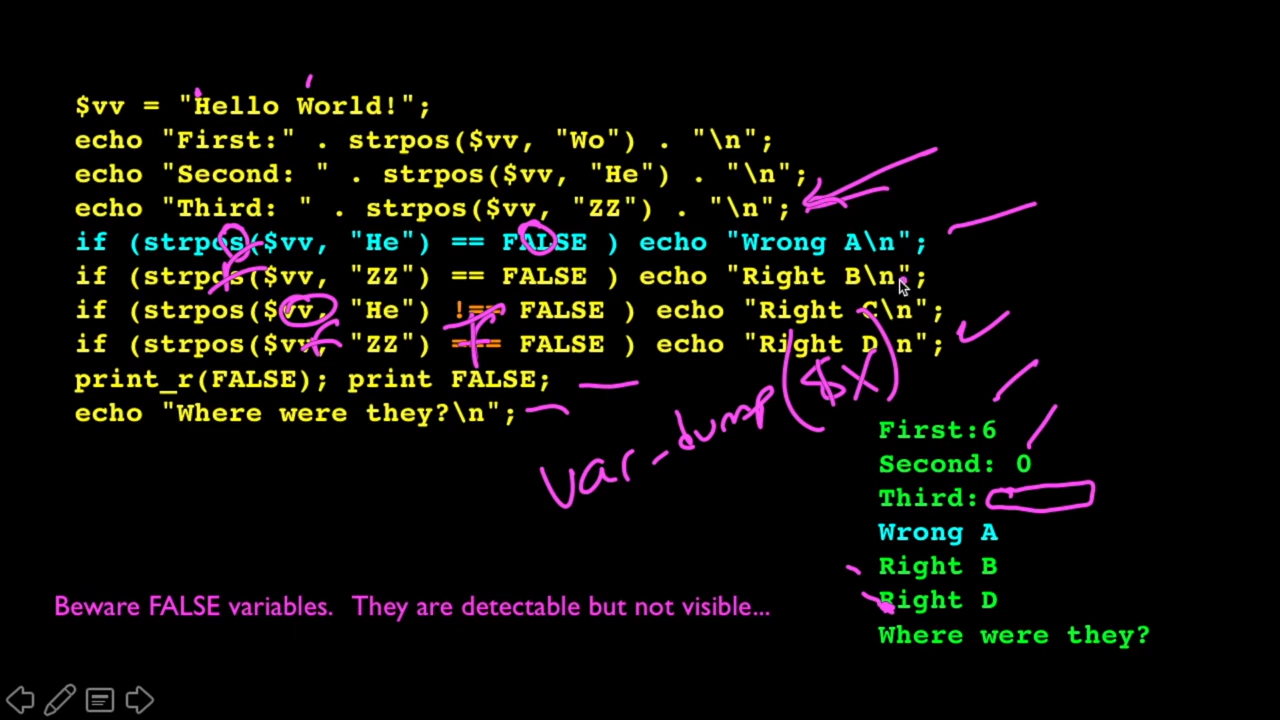 $vv = "Hello World!";
echo "First:" . strpos($vv, "Wo") . "\n";
echo "Second: " . strpos($vv, "He") . "\n";
echo "Third: " . strpos($vv, "ZZ") . "\n";
if (strpos($vv, "He") == FALSE ) echo "Wrong A\n";
if (strpos($vv, "ZZ") == FALSE ) echo "Right B\n";
if (strpos($vv, "He") !== FALSE ) echo "Right C\n";
if (strpos($vv, "ZZ") === FALSE ) echo "Right D\n";
print_r(FALSE); print FALSE;
echo "Where were they?\n";
var-dump($X)
First:6
Second: 0
Third:
Wrong A
Right B
Right D
Where were they?
Beware FALSE variables. They are detectable but not visible...